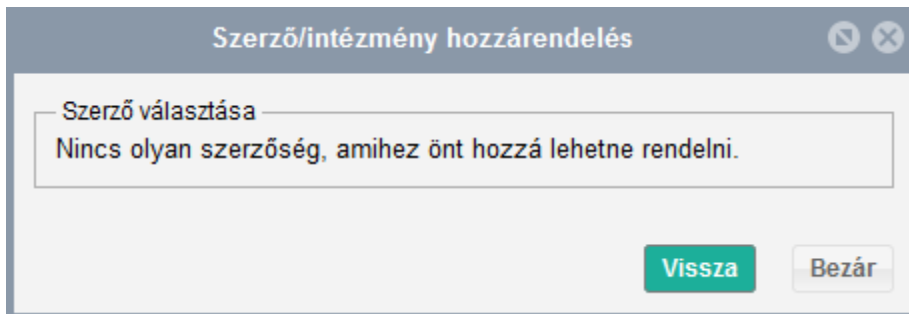 Szerző/intézmény hozzárendelés
Szerző választása
Nincs olyan szerzőség, amihez önt hozzá lehetne rendelni.
Vissza
Bezár